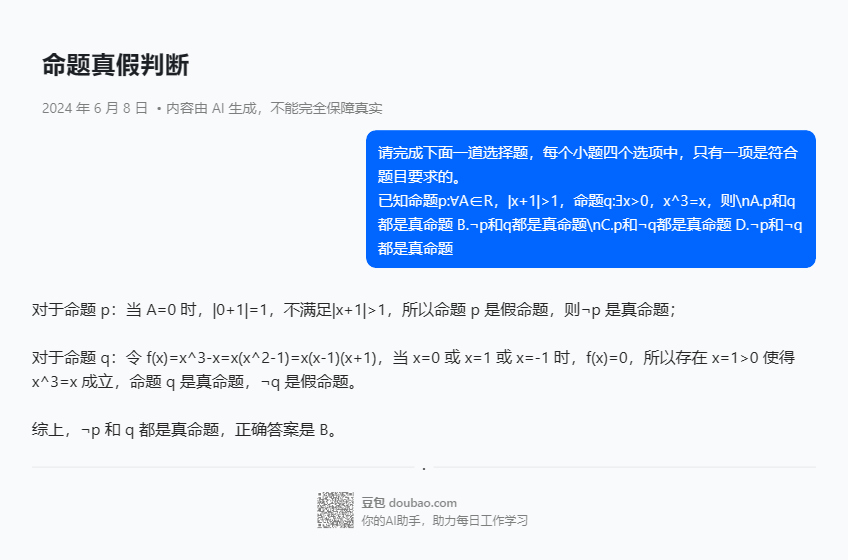 命题真假判断
2024 年 6 月 8 日 • 内容由 AI 生成，不能完全保障真实
请完成下面一道选择题，每个小题四个选项中，只有一项是符合
题目要求的。
已知命题p:∀A∈R，|x+1|>1，命题q:∃x>0，x^3=x，则\nA.p和q
都是真命题 B.¬p和q都是真命题\nC.p和¬q都是真命题 D.¬p和¬q
都是真命题
对于命题 p：当 A=0 时，|0+1|=1，不满足|x+1|>1，所以命题 p 是假命题，则¬p 是真命题；
对于命题 q：令 f(x)=x^3-x=x(x^2-1)=x(x-1)(x+1)，当 x=0 或 x=1 或 x=-1 时，f(x)=0，所以存在 x=1>0 使得
x^3=x 成立，命题 q 是真命题，¬q 是假命题。
综上，¬p 和 q 都是真命题，正确答案是 B。
豆包 doubao.com
你的AI助手，助力每日工作学习